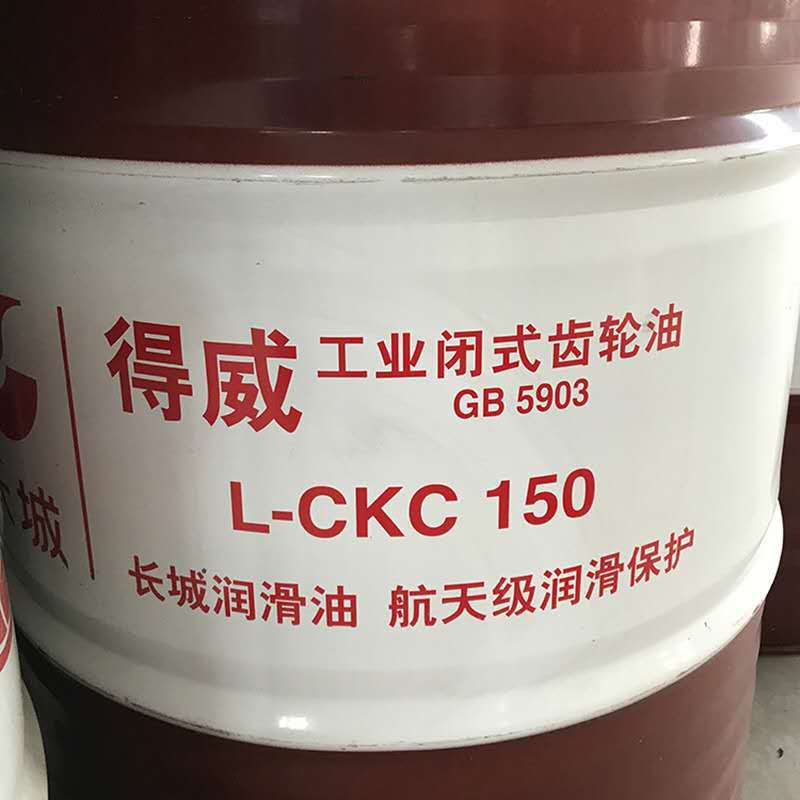 得威 工业闭式齿轮油
GB 5903
L-CKC 150
城
长城润滑油 航天级润滑保护